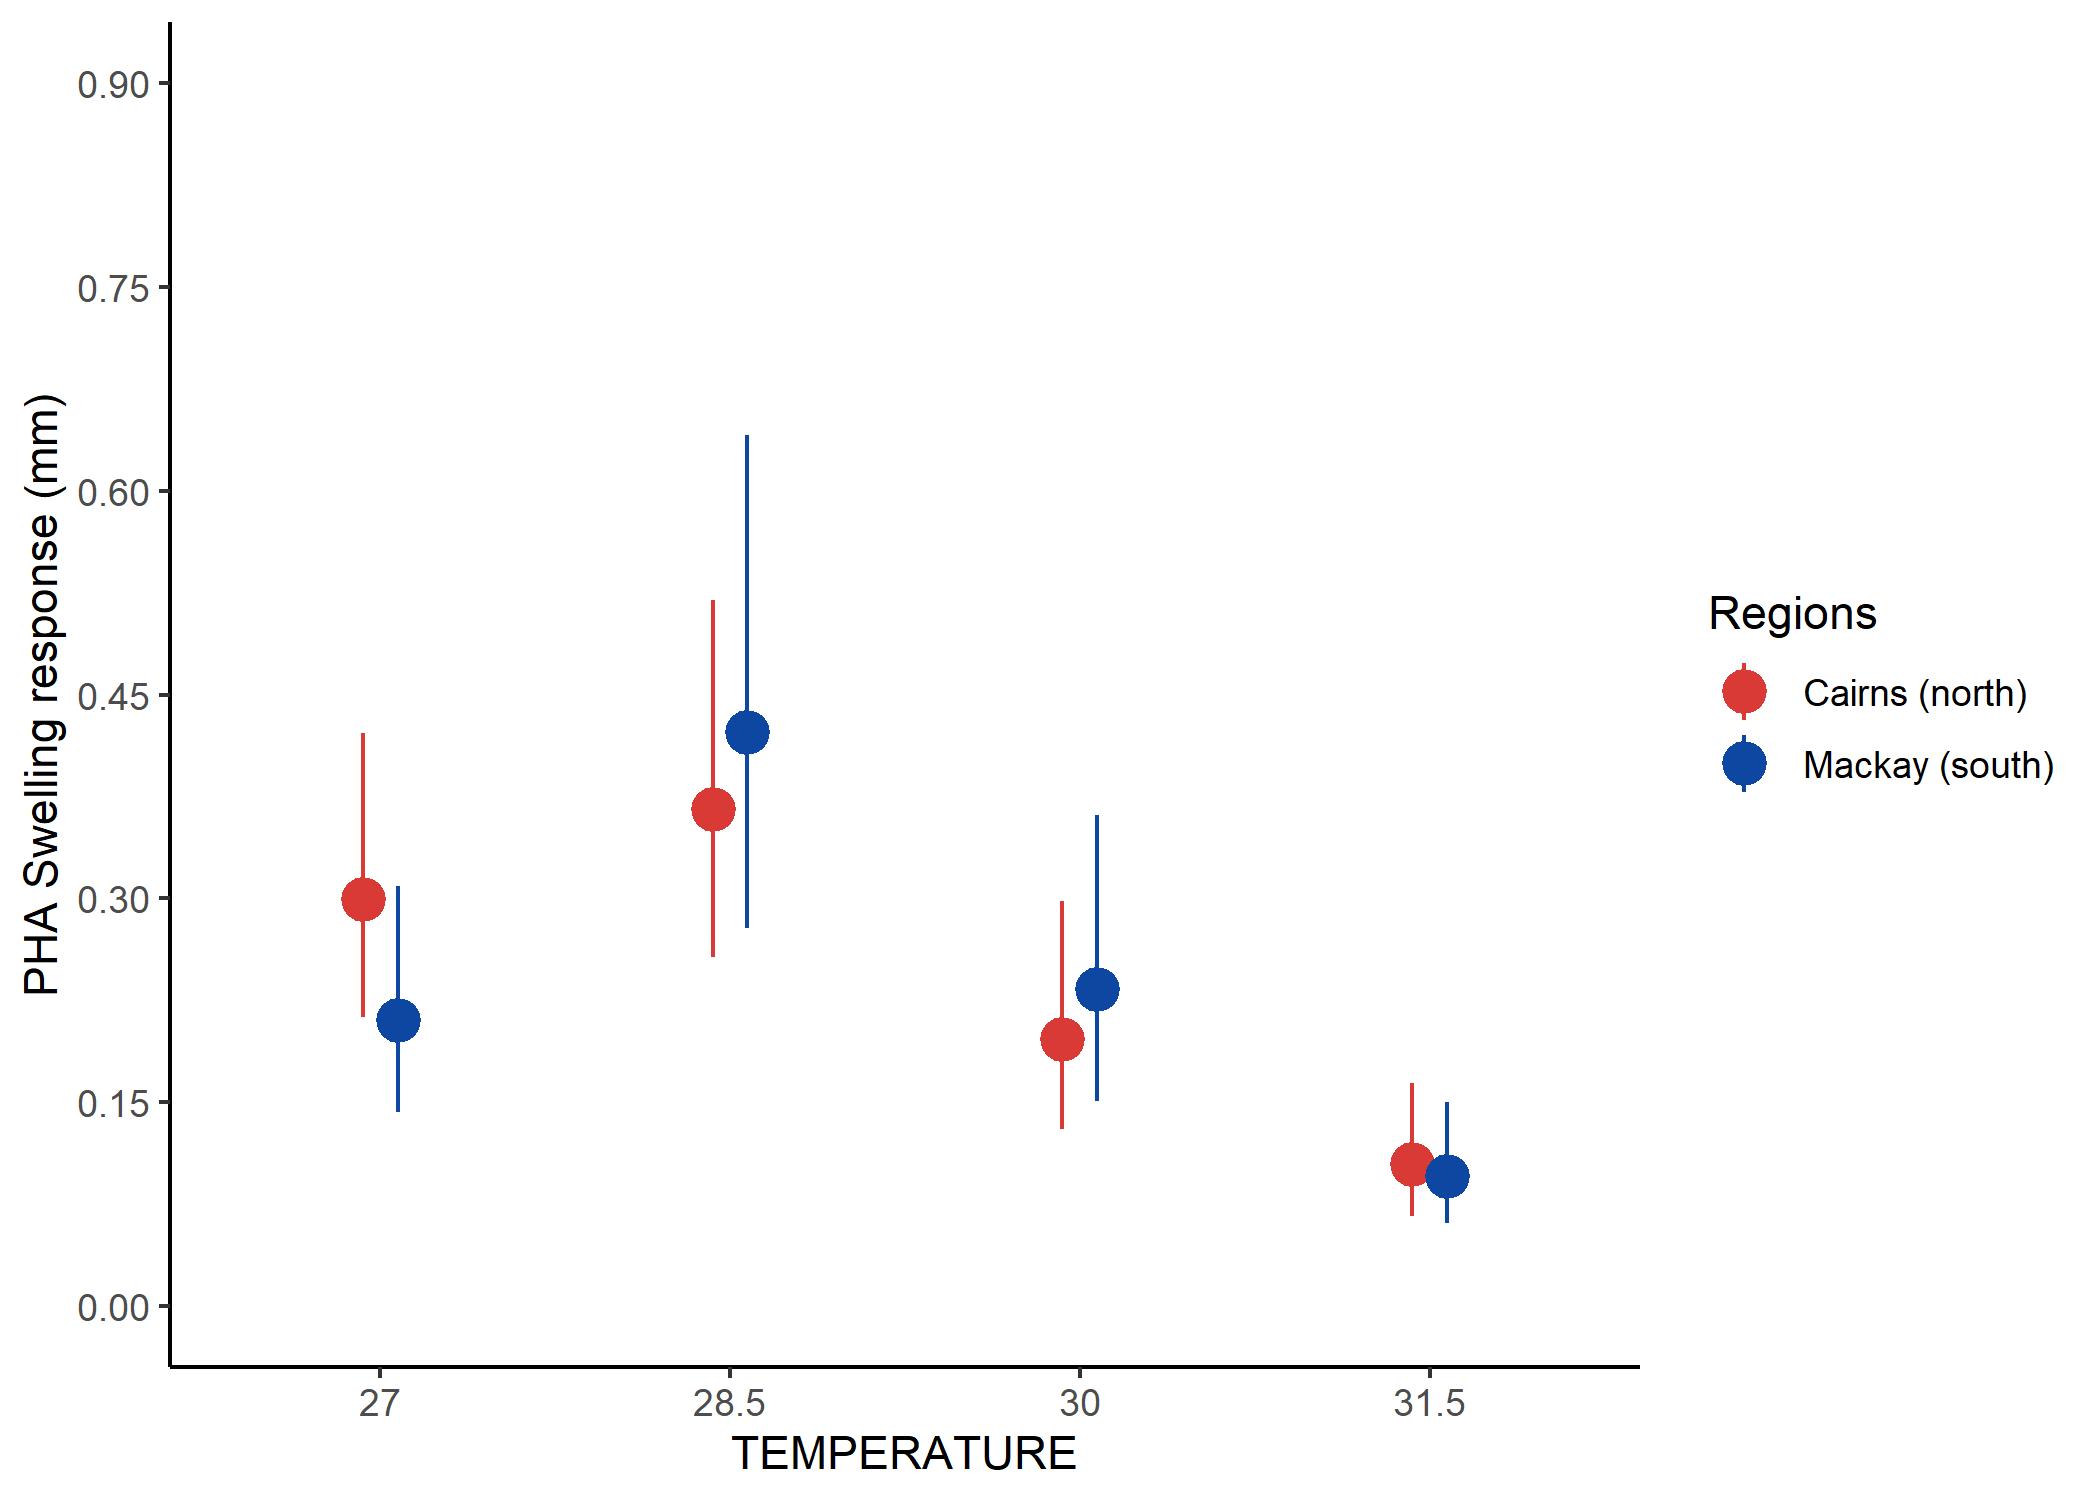 0.90
0.75
0.60
0.45
0.30
0.15
0.00
PHA Swelling response (mm)
27 28.5 30 31.5
TEMPERATURE
Regions
Cairns (north)
Mackay (south)